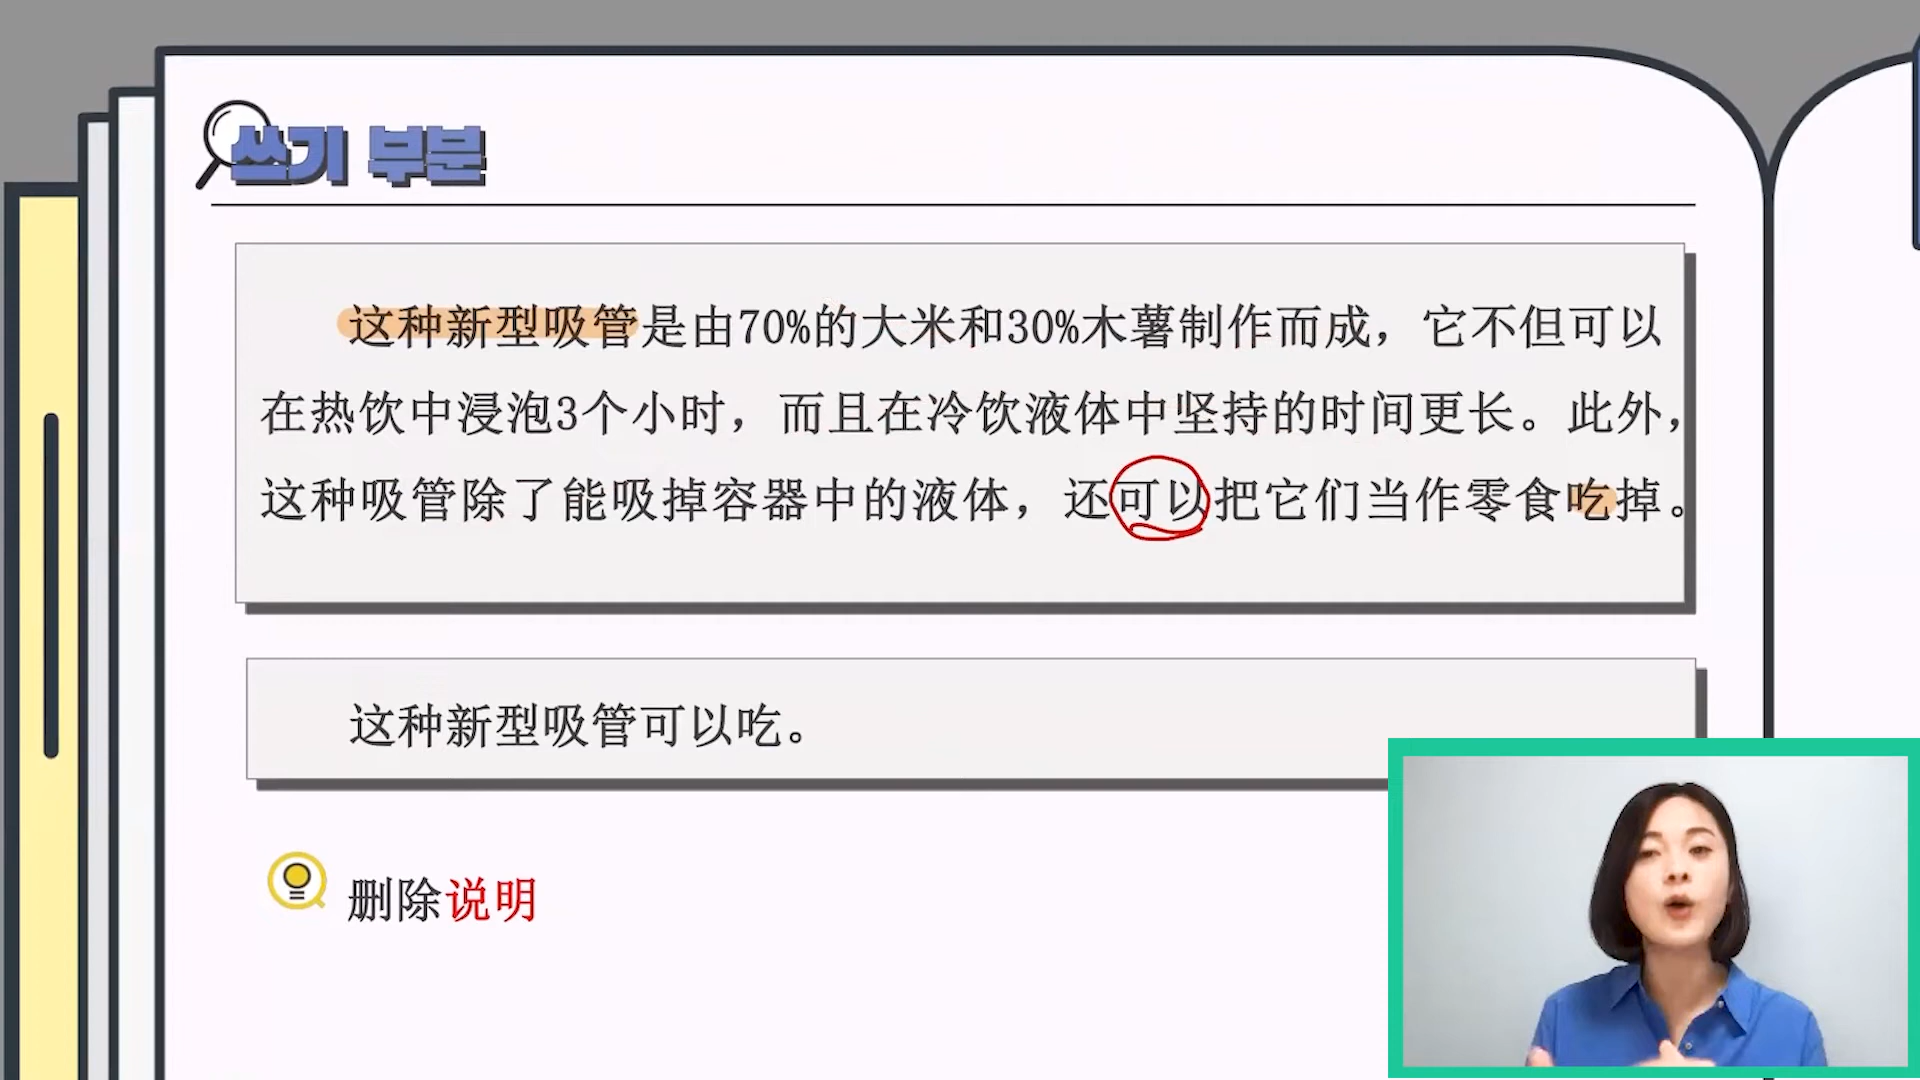 쓰기 부분
这种新型吸管是由70%的大米和30%木薯制作而成，它不但可以
在热饮中浸泡3个小时，而且在冷饮液体中坚持的时间更长。此外，
这种吸管除了能吸掉容器中的液体，还可以把它们当作零食吃掉。
这种新型吸管可以吃。
删除说明